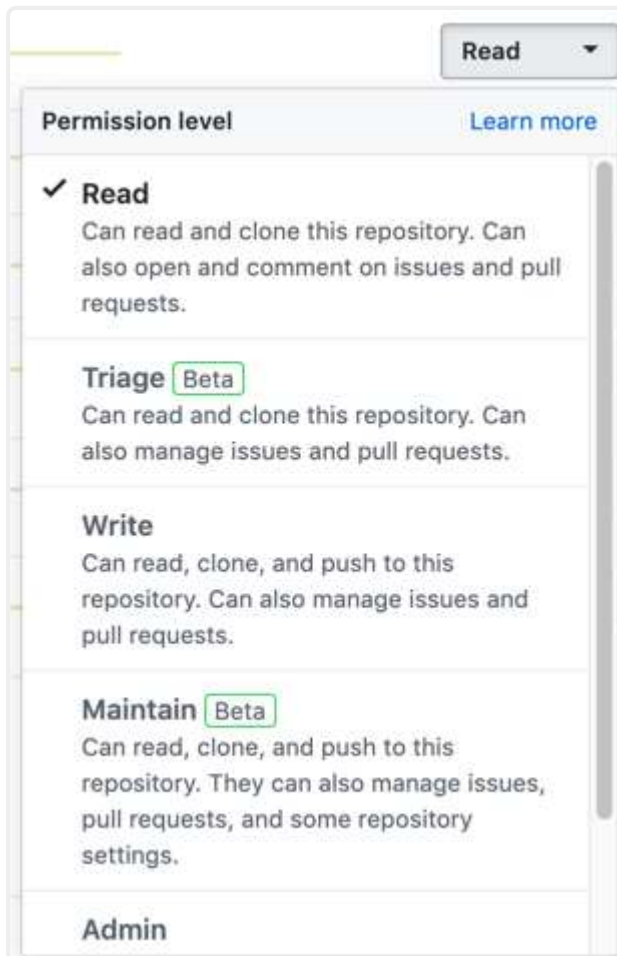 Read
Permission level Learn more
Read
Can read and clone this repository. Can
also open and comment on issues and pull
requests.
Triage Beta
Can read and clone this repository. Can
also manage issues and pull requests.
Write
Can read, clone, and push to this
repository. Can also manage issues and
pull requests.
Maintain Beta
Can read, clone, and push to this
repository. They can also manage issues,
pull requests, and some repository
settings.
Admin